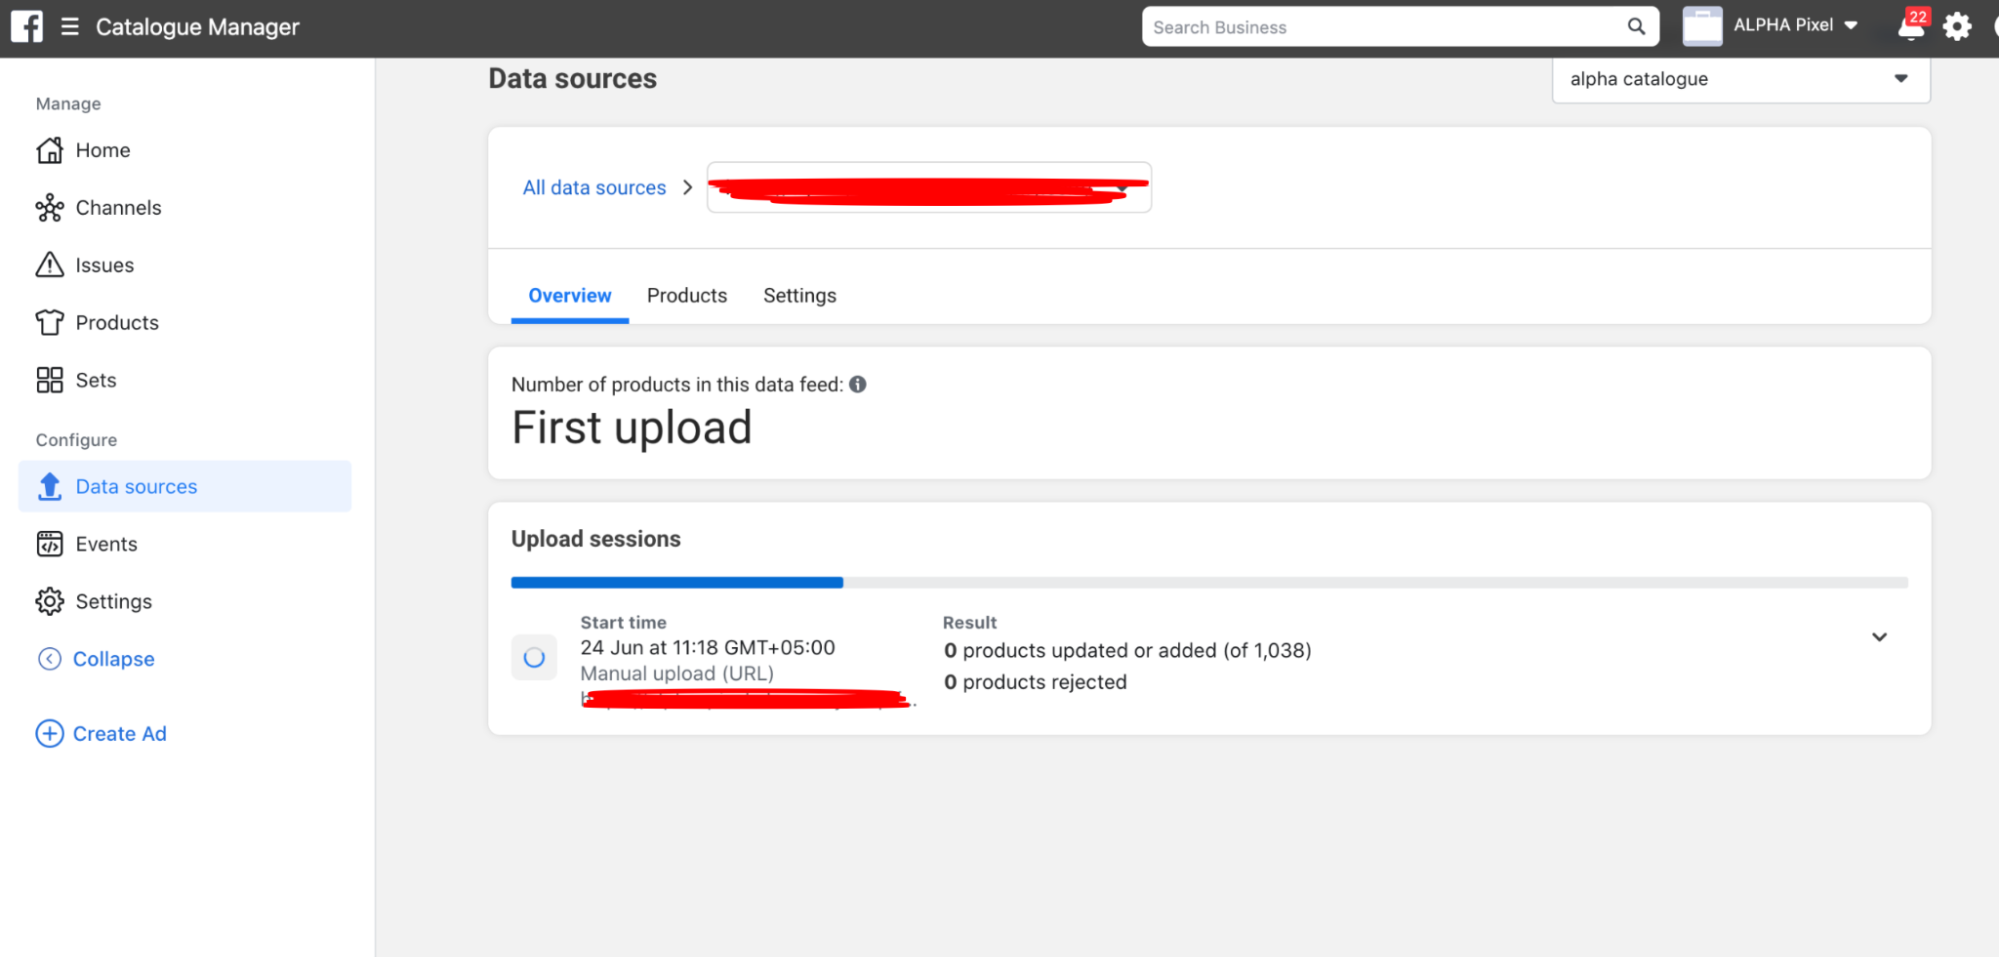 Catalogue Manager
Search Business
ALPHA Pixel
22
Data sources
alpha catalogue
Manage
Home
Channels
Issues
Products
Sets
Configure
Data sources
Events
Settings
Collapse
Create Ad
All data sources
Overview Products Settings
Number of products in this data feed:
First upload
Upload sessions
Start time
24 Jun at 11:18 GMT+05:00
Manual upload (URL)
Result
0 products updated or added (of 1,038)
0 products rejected